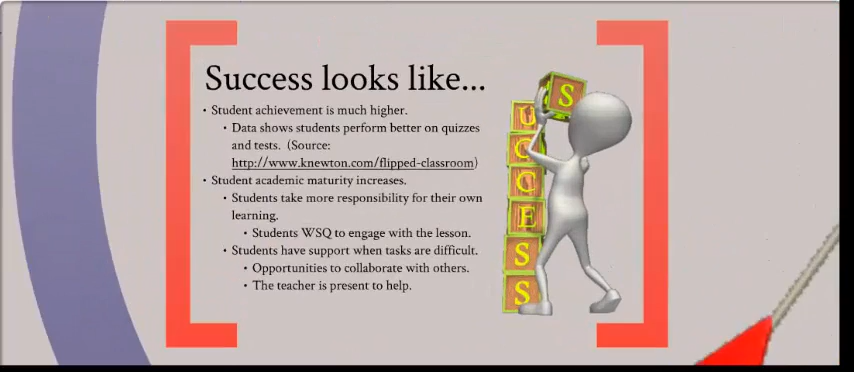 Success looks like...
• Student achievement is much higher.
• Data shows students perform better on quizzes
and tests. (Source:
http://www.knewton.com/flipped-classroom)
• Student academic maturity increases.
• Students take more responsibility for their own
learning.
• Students WSQ to engage with the lesson.
• Students have support when tasks are difficult.
• Opportunities to collaborate with others.
• The teacher is present to help.
S
U
C
C
E
S
S